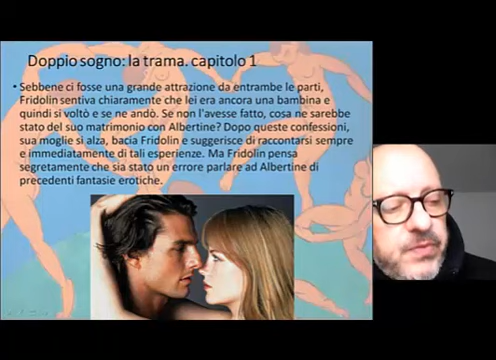 Doppio sogno: la trama. capitolo 1
• Sebbene ci fosse una grande attrazione da entrambe le parti,
Fridolin sentiva chiaramente che lei era ancora una bambina e
quindi si voltò e se ne andò. Se non l'avesse fatto, cosa ne sarebbe
stato del suo matrimonio con Albertine? Dopo queste confessioni,
sua moglie si alza, bacia Fridolin e suggerisce di raccontarsi sempre
e immediatamente di tali esperienze. Ma Fridolin pensa
segretamente che sia stato un errore parlare ad Albertine di
precedenti fantasie erotiche.